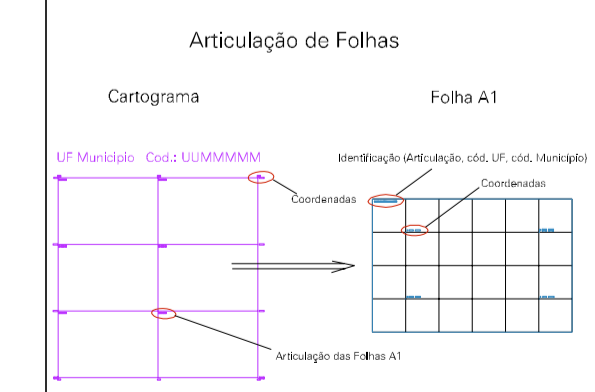 Articulação de Folhas
Cartograma
Folha A1
UF Municipio Cod.: UUMMMMM
Identificação (Articulação, cód. UF, cód. Município)
Coordenadas
Coordenadas
Articulação das Folhas A1